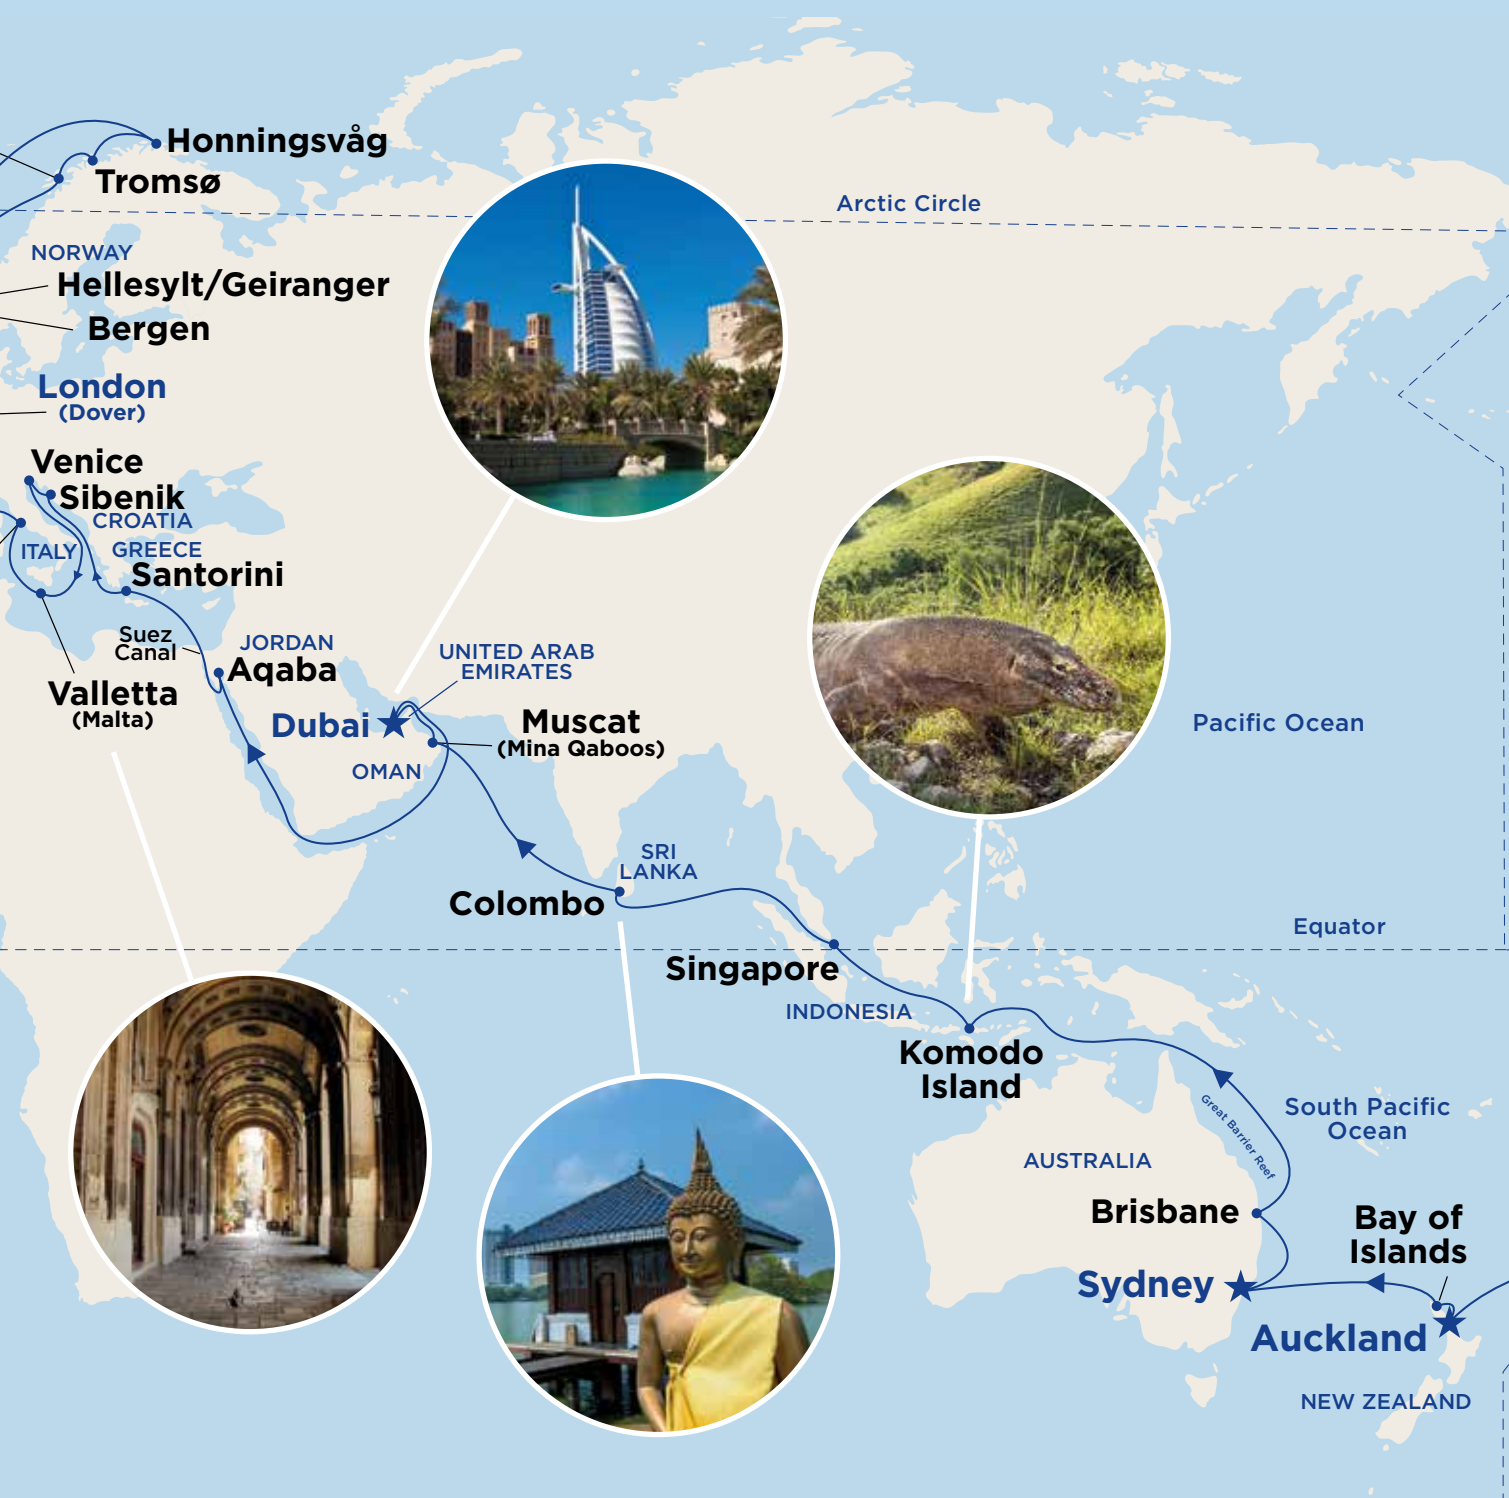 Honningsvåg
Tromsø
Arctic Circle
NORWAY
Hellesylt/Geiranger
Bergen
London
(Dover)
Venice
Sibenik
CROATIA
ITALY
GREECE
Santorini
Suez
Canal
JORDAN
Aqaba
UNITED ARAB
EMIRATES
Valletta
(Malta)
Dubai
Muscat
(Mina Qaboos)
OMAN
Pacific Ocean
SRI
LANKA
Colombo
Equator
Singapore
INDONESIA
Komodo
Island
Great Barrier Reef
South Pacific
Ocean
AUSTRALIA
Brisbane
Bay of
Islands
Sydney
Auckland
NEW ZEALAND